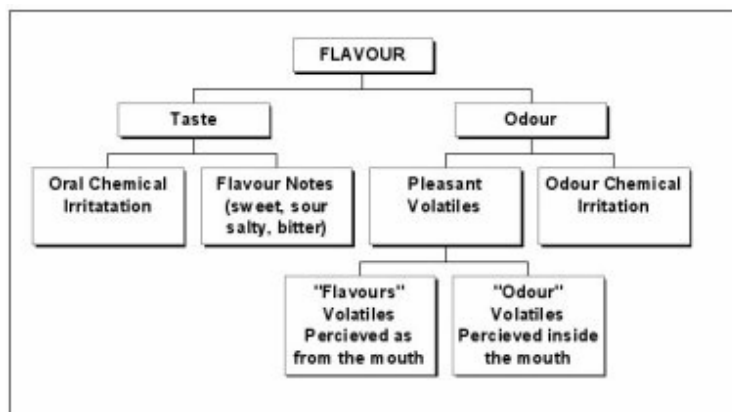 FLAVOUR
Taste
Odour
Oral Chemical
Irritatation
Flavour Notes
(sweet, sour
salty, bitter)
Pleasant
Volatiles
Odour Chemical
Irritation
"Flavours"
Volatiles
Percieved as
from the mouth
"Odour"
Volatiles
Percieved inside
the mouth